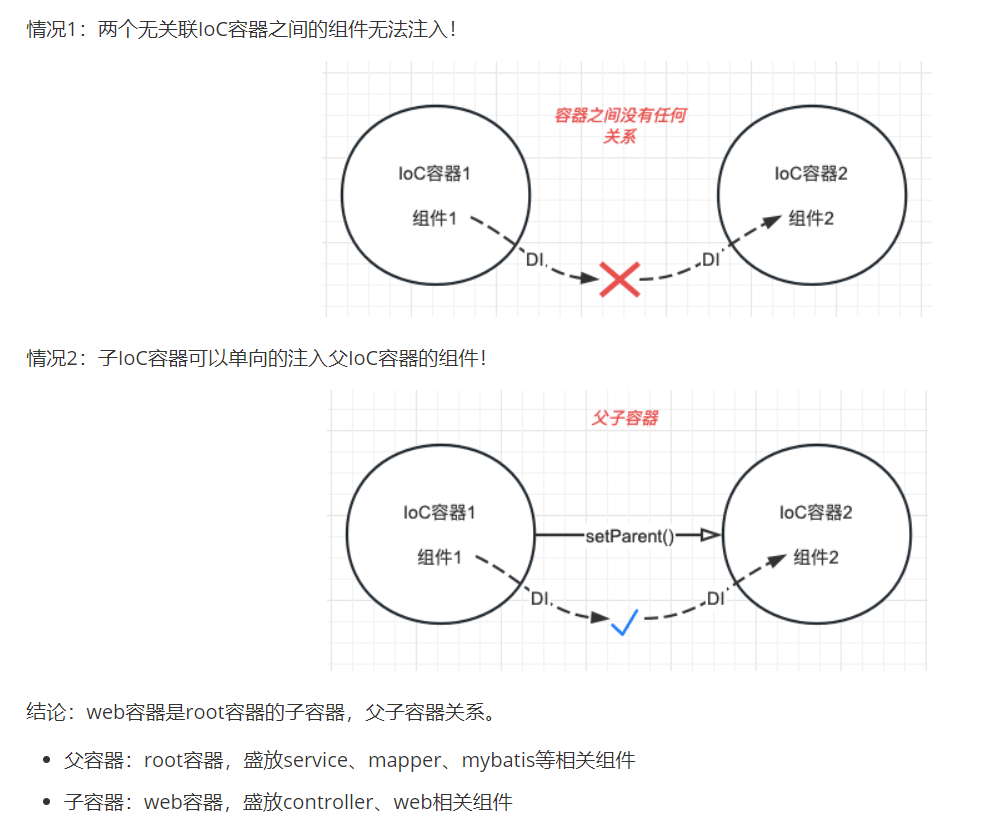 情况1：两个无关联IoC容器之间的组件无法注入！
容器之间没有任何
关系
IoC容器1
IoC容器2
组件1
组件2
DI
DI
情况2：子IoC容器可以单向的注入父IoC容器的组件！
父子容器
IoC容器1
IoC容器2
setParent()
组件1
组件2
DI
DI
结论：web容器是root容器的子容器，父子容器关系。
父容器：root容器，盛放service、mapper、mybatis等相关组件
子容器：web容器，盛放controller、web相关组件